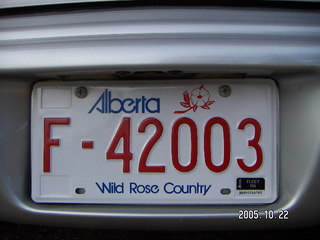 Alberta
F-42003
Wild Rose Country
FLEET
2005.10.22